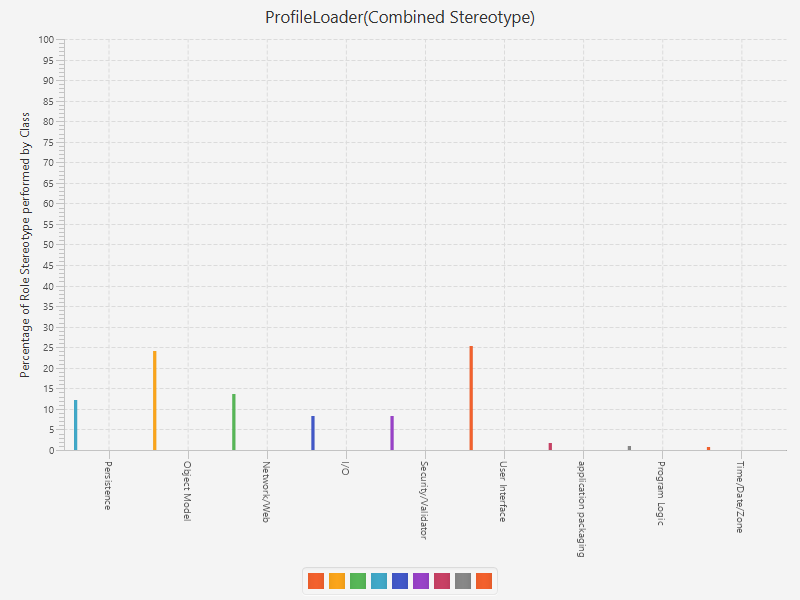 ProfileLoader(Combined Stereotype)
Percentage of Role Stereotype performed by Class
100
95
90
85
80
75
70
65
60
55
50
45
40
35
30
25
20
15
10
5
0
Persistence
Object Model
Network/Web
I/O
Security/Validator
User Interface
application packaging
Program Logic
Time/Date/Zone